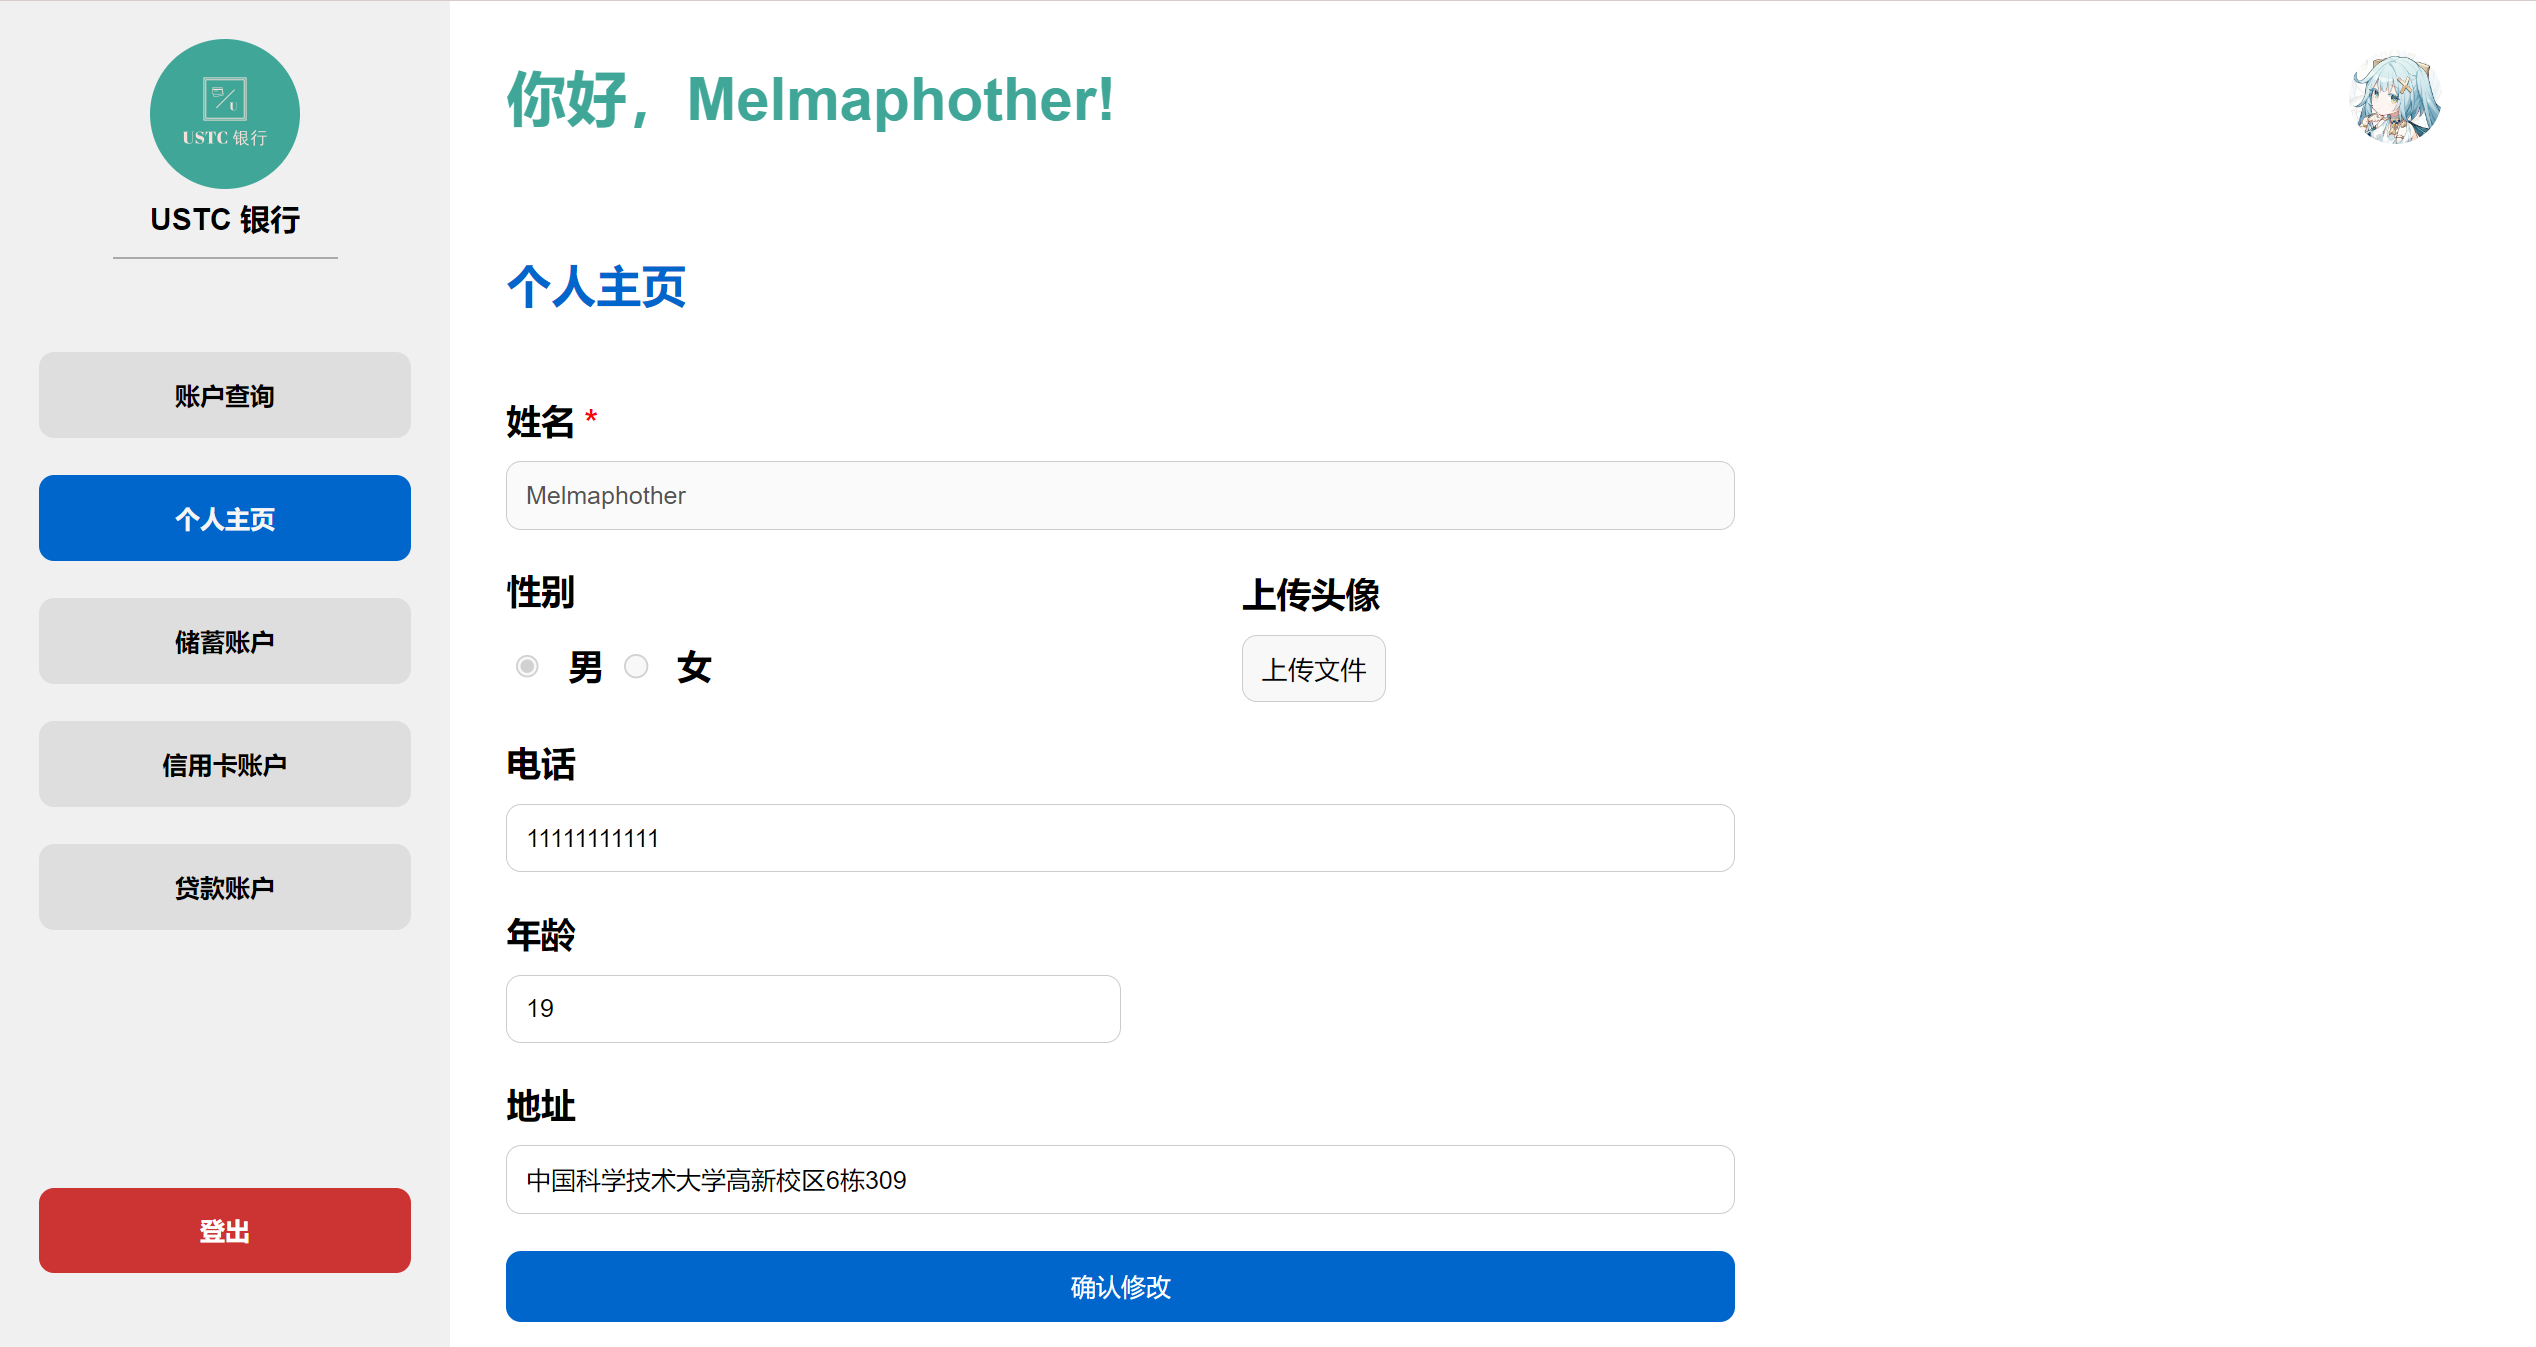 USTC 银行
USTC 银行
账户查询
个人主页
储蓄账户
信用卡账户
贷款账户
登出
你好，Melmaphother!
个人主页
姓名 *
Melmaphother
性别
男 女
上传头像
上传文件
电话
11111111111
年龄
19
地址
中国科学技术大学高新校区6栋309
确认修改